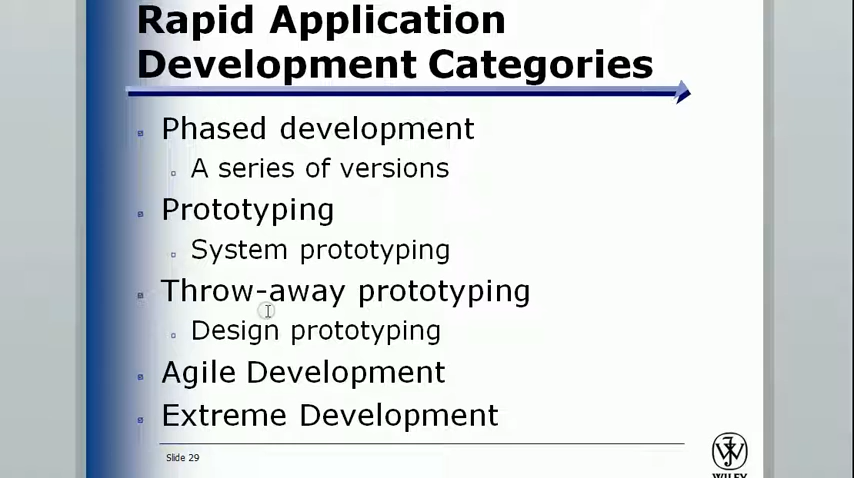 Rapid Application
Development Categories
Phased development
A series of versions
Prototyping
System prototyping
Throw-away prototyping
Design prototyping
Agile Development
Extreme Development
Slide 29
WILEY